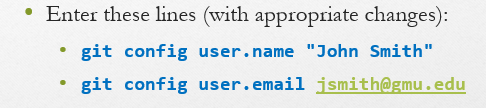 • Enter these lines (with appropriate changes):
• git config user.name "John Smith"
• git config user.email jsmith@gmu.edu